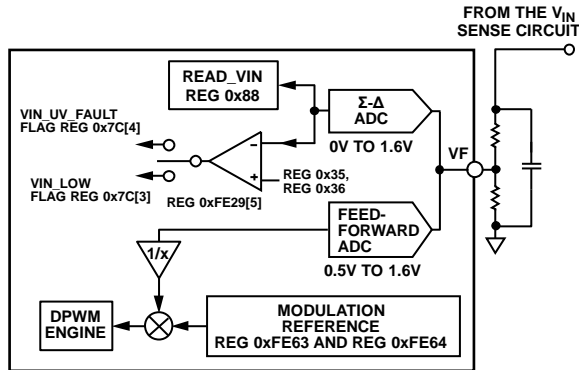 FROM THE VIN
SENSE CIRCUIT
READ_VIN
REG 0x88
Σ-Δ
ADC
0V TO 1.6V
VIN_UV_FAULT
FLAG REG 0x7C[4]
VIN_LOW
FLAG REG 0x7C[3]
−
+
REG 0x35,
REG 0x36
REG 0xFE29[5]
VF
FEED-
FORWARD
ADC
0.5V TO 1.6V
1/x
DPWM
ENGINE
MODULATION
REFERENCE
REG 0xFE63 AND REG 0xFE64